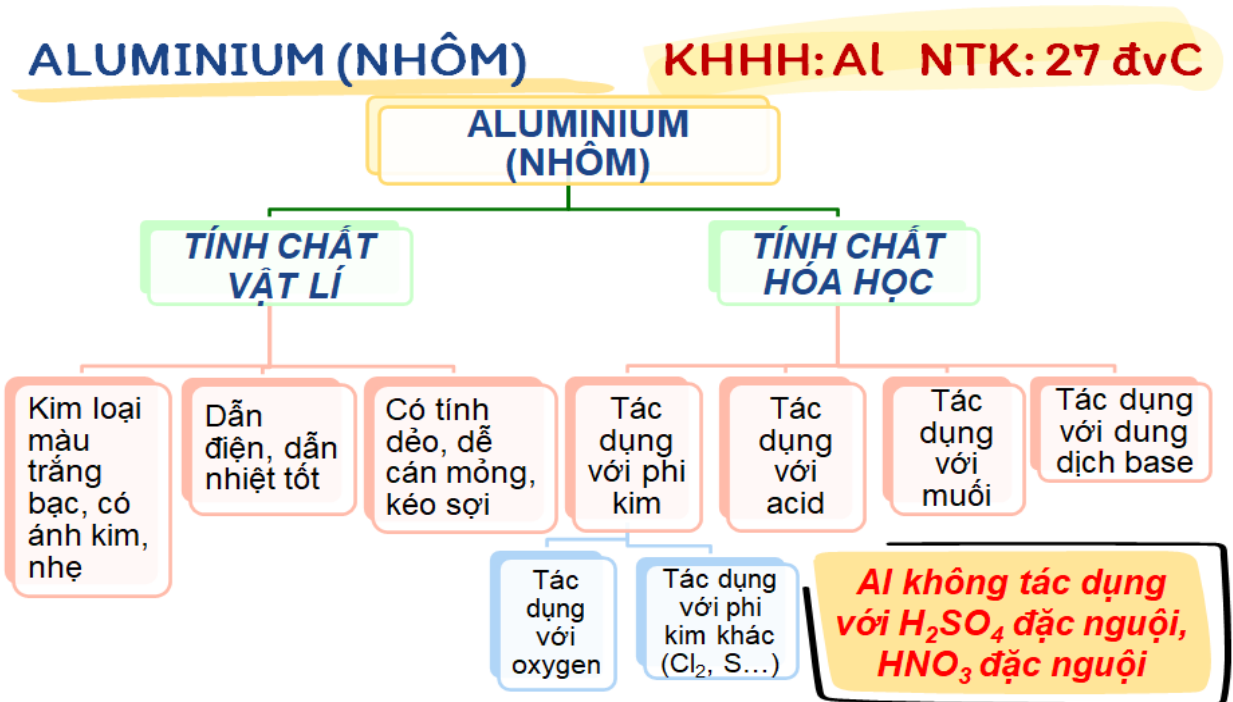 ALUMINIUM (NHÔM)
KHHH: Al NTK: 27 đvC
ALUMINIUM
(NHÔM)
TÍNH CHẤT
VẬT LÍ
TÍNH CHẤT
HÓA HỌC
Kim loại
màu
trắng
bạc, có
ánh kim,
nhẹ
Dẫn
điện, dẫn
nhiệt tốt
Có tính
dẻo, dễ
cán mỏng,
kéo sợi
Tác
dụng
với phi
kim
Tác
dụng
với
acid
Tác
dụng
với
muối
Tác dụng
với dung
dịch base
Tác
dụng
với
oxygen
Tác dụng
với phi
kim khác
(Cl₂, S…)
Al không tác dụng
với H₂SO₄ đặc nguội,
HNO₃ đặc nguội